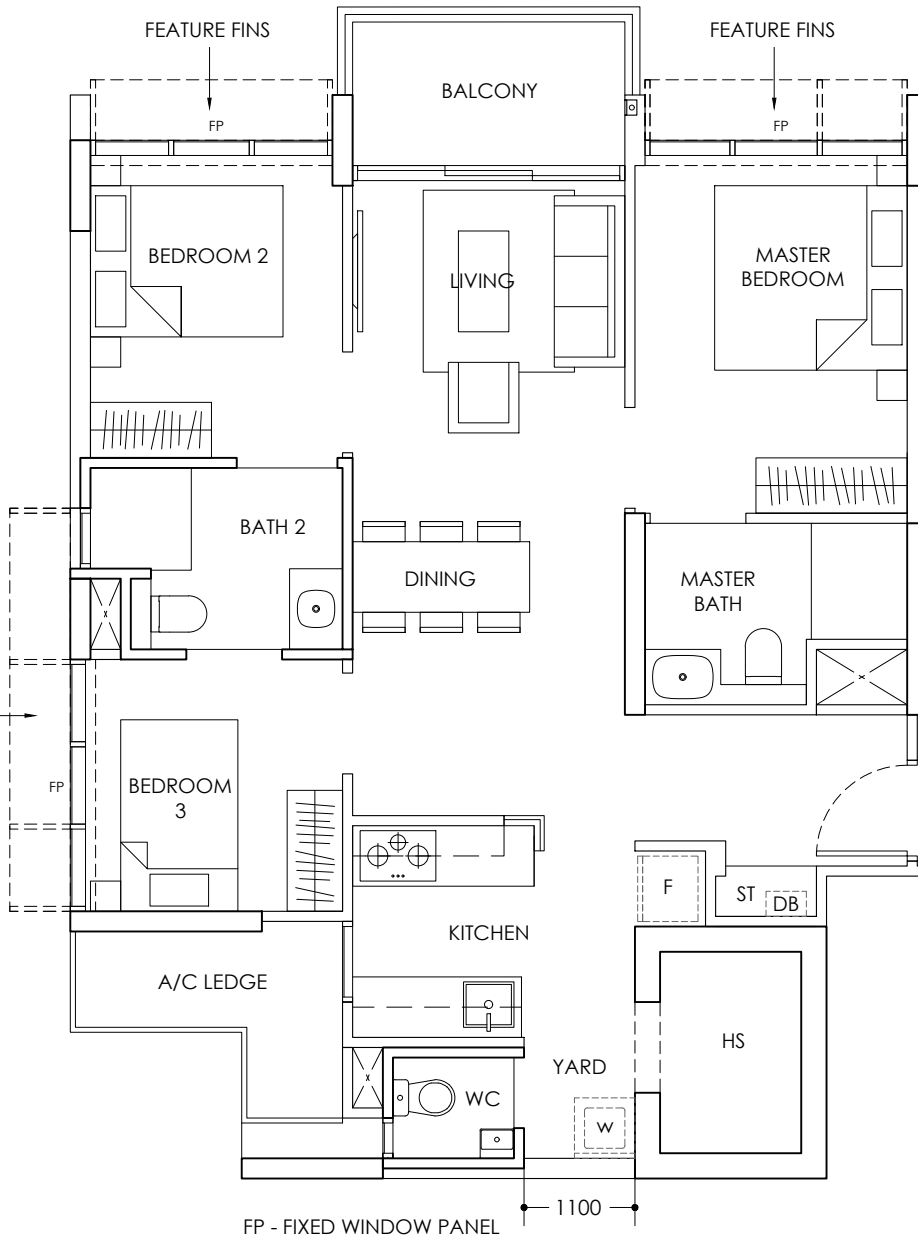 FEATURE FINS
FEATURE FINS
BALCONY
FP
FP
BEDROOM 2
LIVING
MASTER
BEDROOM
BATH 2
DINING
MASTER
BATH
FP
BEDROOM
3
F
ST
DB
KITCHEN
A/C LEDGE
HS
YARD
WC
W
1100
FP - FIXED WINDOW PANEL